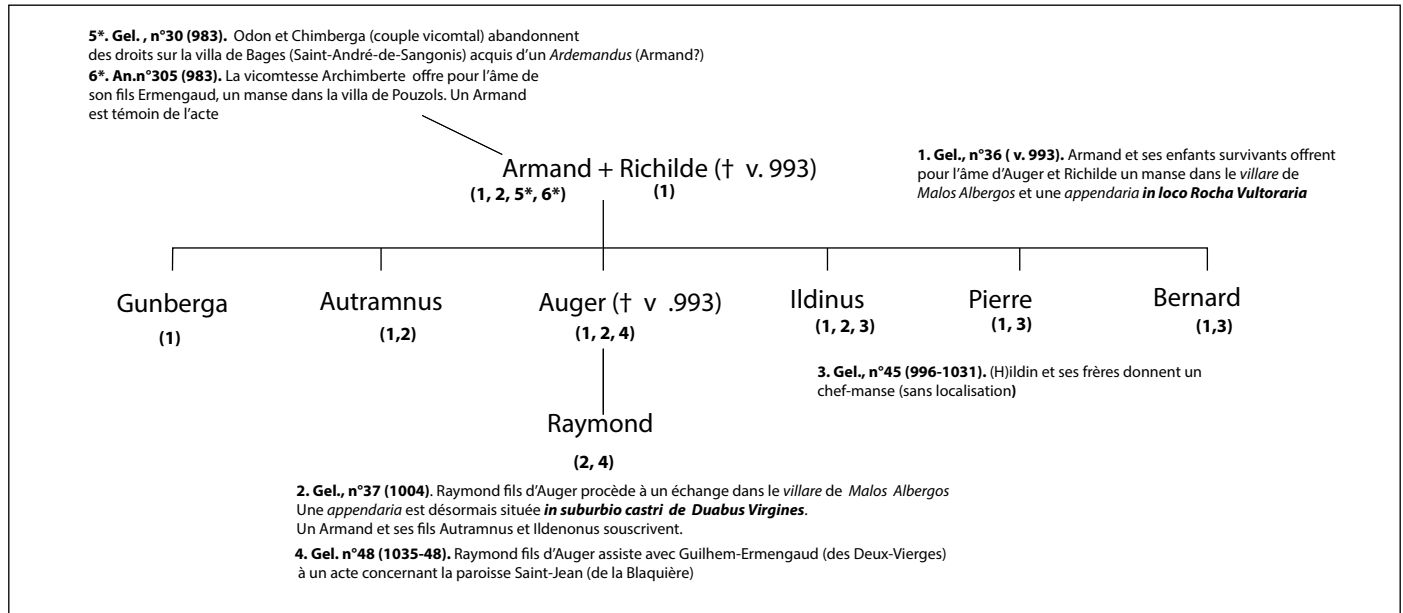 5*. Gel. , n°30 (983). Odon et Chimberga (couple vicomtal) abandonnent
des droits sur la villa de Bages (Saint-André-de-Sangonis) acquis d'un Ardemandus (Armand?)
6*. An.n°305 (983). La vicomtesse Archimberte offre pour l'âme de
son fils Ermengaud, un manse dans la villa de Pouzols. Un Armand
est témoin de l'acte
Armand + Richilde († v. 993)
(1, 2, 5*, 6*) (1)
1. Gel., n°36 ( v. 993). Armand et ses enfants survivants offrent
pour l'âme d'Auger et Richilde un manse dans le villare de
Malos Albergos et une appendaria in loco Rocha Vultoraria
Gunberga Autramnus Auger († v .993) Ildinus Pierre Bernard
(1) (1,2) (1, 2, 4) (1, 2, 3) (1, 3) (1,3)
3. Gel., n°45 (996-1031). (H)ildin et ses frères donnent un
chef-manse (sans localisation)
Raymond
(2, 4)
2. Gel., n°37 (1004). Raymond fils d'Auger procède à un échange dans le villare de Malos Albergos
Une appendaria est désormais située in suburbio castri de Duabus Virgines.
Un Armand et ses fils Autramnus et Ildenonus souscrivent.
4. Gel. n°48 (1035-48). Raymond fils d'Auger assiste avec Guilhem-Ermengaud (des Deux-Vierges)
à un acte concernant la paroisse Saint-Jean (de la Blaquière)